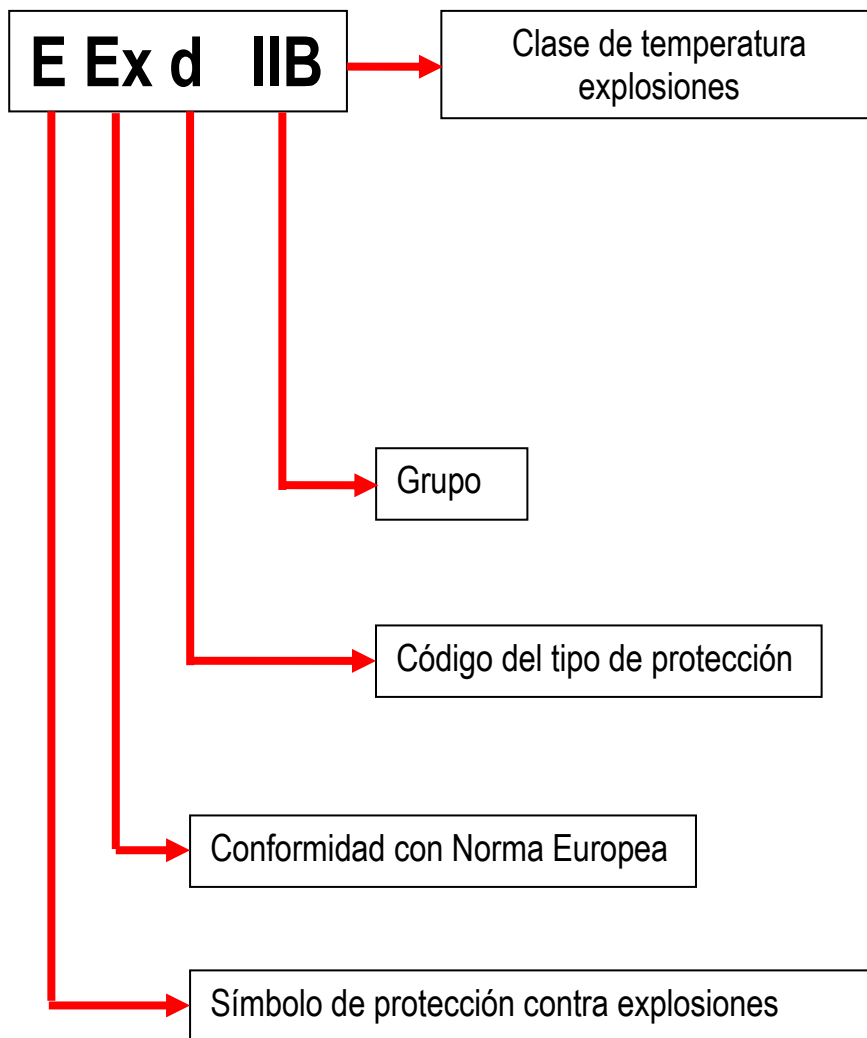 E Ex d IIB
Clase de temperatura
explosiones
Grupo
Código del tipo de protección
Conformidad con Norma Europea
Símbolo de protección contra explosiones